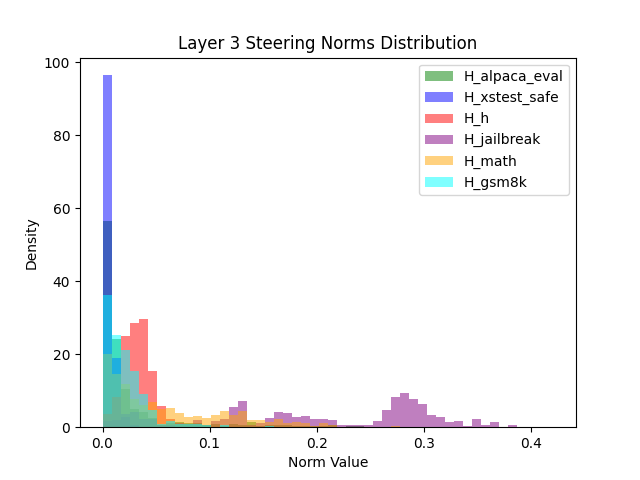 Layer 3 Steering Norms Distribution
100
80
60
40
20
0
Density
H_alpaca_eval
H_xstest_safe
H_h
H_jailbreak
H_math
H_gsm8k
0.0 0.1 0.2 0.3 0.4
Norm Value